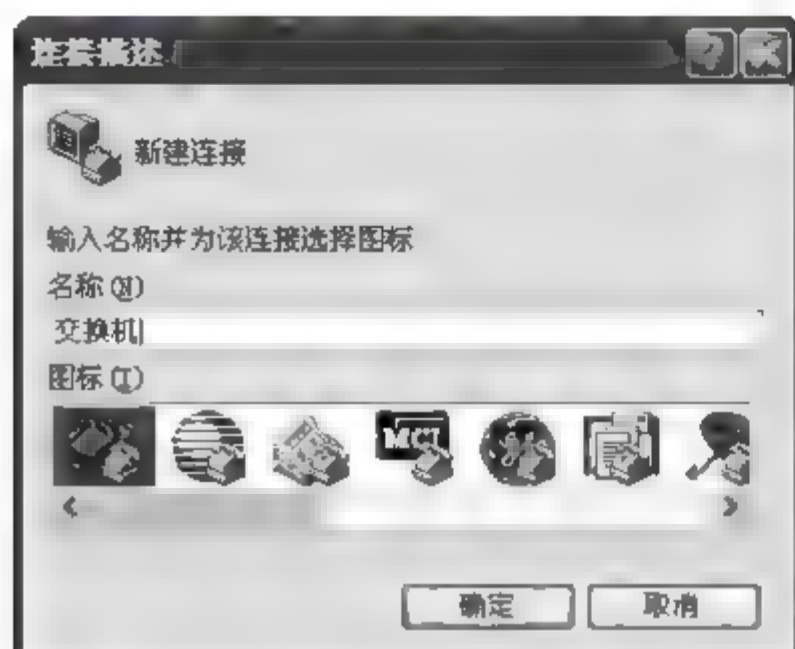 连接描述
新建连接
输入名称并为该连接选择图标
名称(N)
交换机
图标(I)
MCI
确定 取消